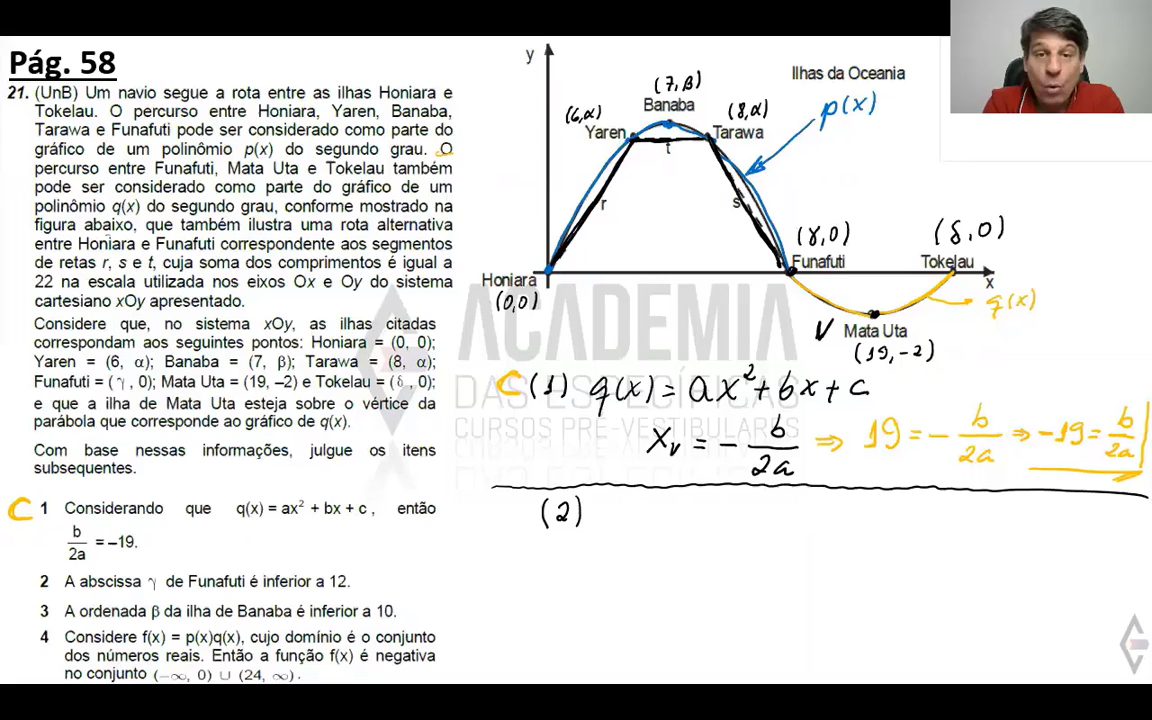 Pág. 58
21. (UnB) Um navio segue a rota entre as ilhas Honiara e
Tokelau. O percurso entre Honiara, Yaren, Banaba,
Tarawa e Funafuti pode ser considerado como parte do
gráfico de um polinômio p(x) do segundo grau. O
percurso entre Funafuti, Mata Uta e Tokelau também
pode ser considerado como parte do gráfico de um
polinômio q(x) do segundo grau, conforme mostrado na
figura abaixo, que também ilustra uma rota alternativa
entre Honiara e Funafuti correspondente aos segmentos
de retas r, s e t, cuja soma dos comprimentos é igual a
22 na escala utilizada nos eixos Ox e Oy do sistema
cartesiano xOy apresentado.
Considere que, no sistema xOy, as ilhas citadas
correspondam aos seguintes pontos: Honiara = (0, 0);
Yaren = (6, α); Banaba = (7, β); Tarawa = (8, α);
Funafuti = (γ, 0); Mata Uta = (19, –2) e Tokelau = (δ, 0);
e que a ilha de Mata Uta esteja sobre o vértice da
parábola que corresponde ao gráfico de q(x).
Com base nessas informações, julgue os itens
subsequentes.
C 1 Considerando que q(x) = ax² + bx + c, então
b/2a = –19.
2 A abscissa γ de Funafuti é inferior a 12.
3 A ordenada β da ilha de Banaba é inferior a 10.
4 Considere f(x) = p(x)q(x), cujo domínio é o conjunto
dos números reais. Então a função f(x) é negativa
no conjunto (–∞, 0) ∪ (24, ∞).
y
Ilhas da Oceania
(7, β)
Banaba
p(x)
(6, α)
(8, α)
Yaren
Tarawa
t
r
s
(γ, 0)
(δ, 0)
Funafuti
Tokelau
Honiara
x
(0,0)
q(x)
V
Mata Uta
(19, -2)
ACADEMIA
DAS ESPECÍFICAS
CURSOS PRÉ-VESTIBULARES
C (1) q(x) = ax² + bx + c
Xv = - b/2a ⇒ 19 = - b/2a ⇒ -19 = b/2a
(2)